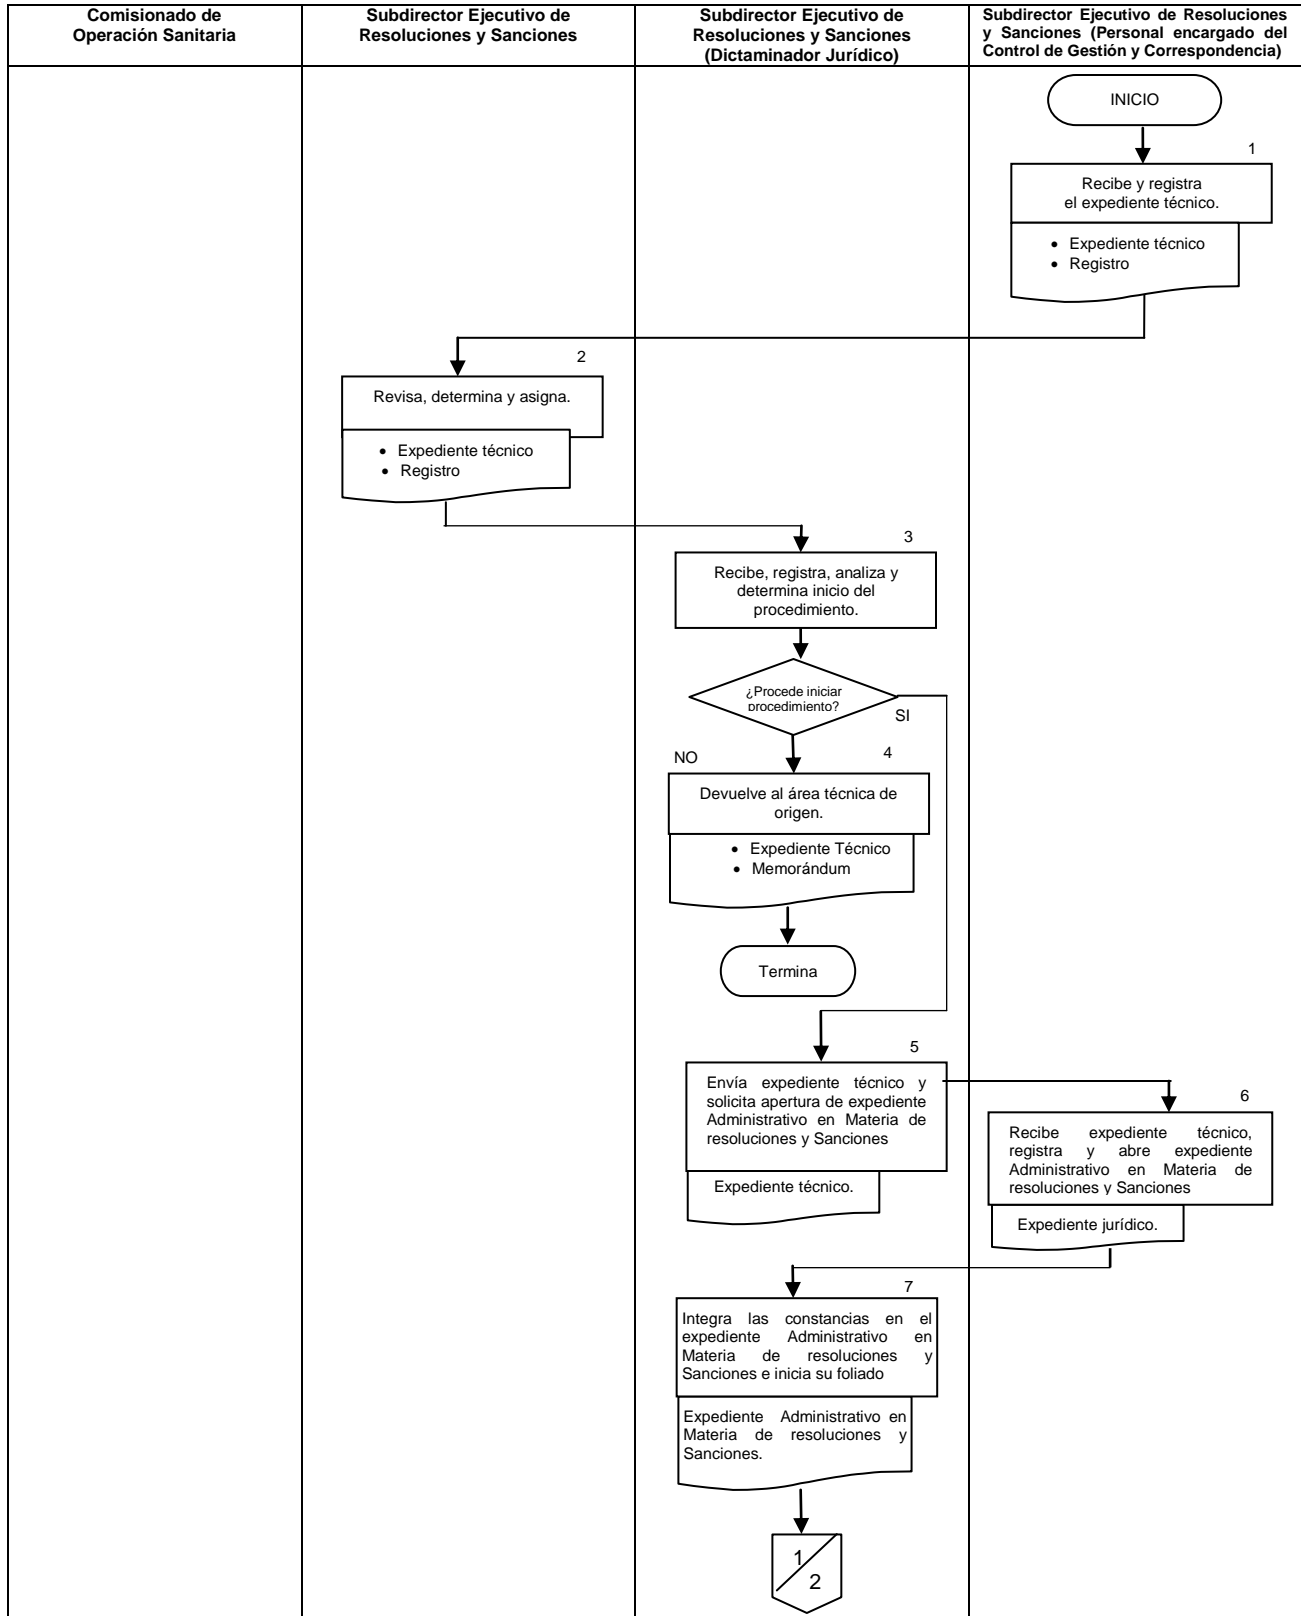 Comisionado de
Operación Sanitaria
Subdirector Ejecutivo de
Resoluciones y Sanciones
Subdirector Ejecutivo de
Resoluciones y Sanciones
(Dictaminador Jurídico)
Subdirector Ejecutivo de Resoluciones
y Sanciones (Personal encargado del
Control de Gestión y Correspondencia)
INICIO
1
Recibe y registra
el expediente técnico.
• Expediente técnico
• Registro
2
Revisa, determina y asigna.
• Expediente técnico
• Registro
3
Recibe, registra, analiza y
determina inicio del
procedimiento.
¿Procede iniciar
procedimiento?
SI
NO
4
Devuelve al área técnica de
origen.
• Expediente Técnico
• Memorándum
Termina
5
Envía expediente técnico y
solicita apertura de expediente
Administrativo en Materia de
resoluciones y Sanciones
Expediente técnico.
6
Recibe expediente técnico,
registra y abre expediente
Administrativo en Materia de
resoluciones y Sanciones
Expediente jurídico.
7
Integra las constancias en el
expediente Administrativo en
Materia de resoluciones y
Sanciones e inicia su foliado
Expediente Administrativo en
Materia de resoluciones y
Sanciones.
1
2